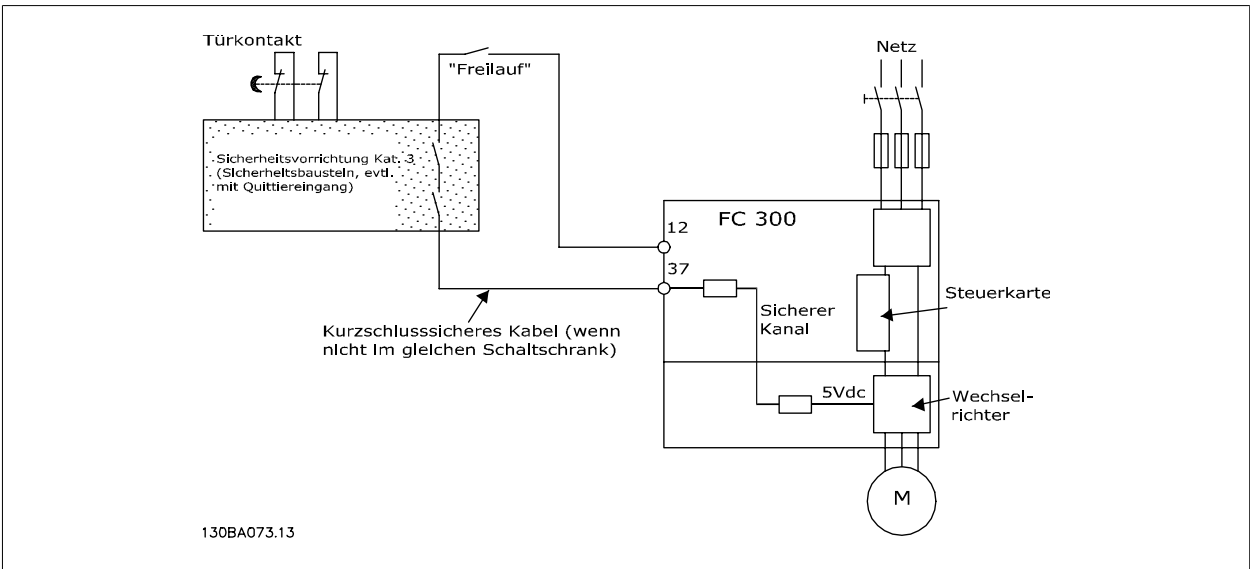 Türkontakt
"Freilauf"
Netz
Sicherheitsvorrichtung Kat. 3
(Sicherheitsbaustein, evtl.
mit Quittiereingang)
12
FC 300
37
Sicherer
Kanal
Steuerkarte
Kurzschlusssicheres Kabel (wenn
nicht im gleichen Schaltschrank)
5Vdc
Wechsel-
richter
M
130BA073.13